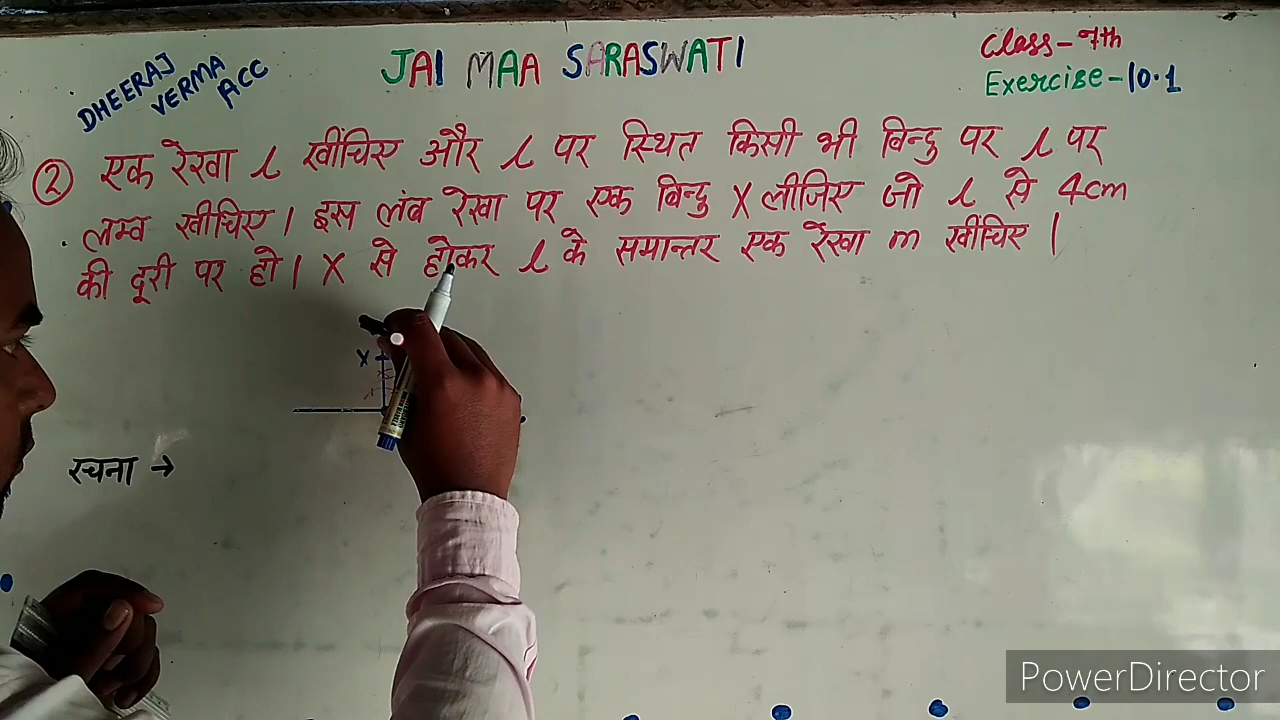 DHEERAJ
VERMA
ACC
JAI MAA SARASWATI
Class-7th
Exercise-10.1
② एक रेखा l खींचिए और l पर स्थित किसी भी बिन्दु पर l पर
लम्ब खीचिए। इस लंब रेखा पर एक बिन्दु X लीजिए जो l से 4cm
की दूरी पर हो। X से होकर l के समान्तर एक रेखा m खींचिए।
X
रचना →
PowerDirector